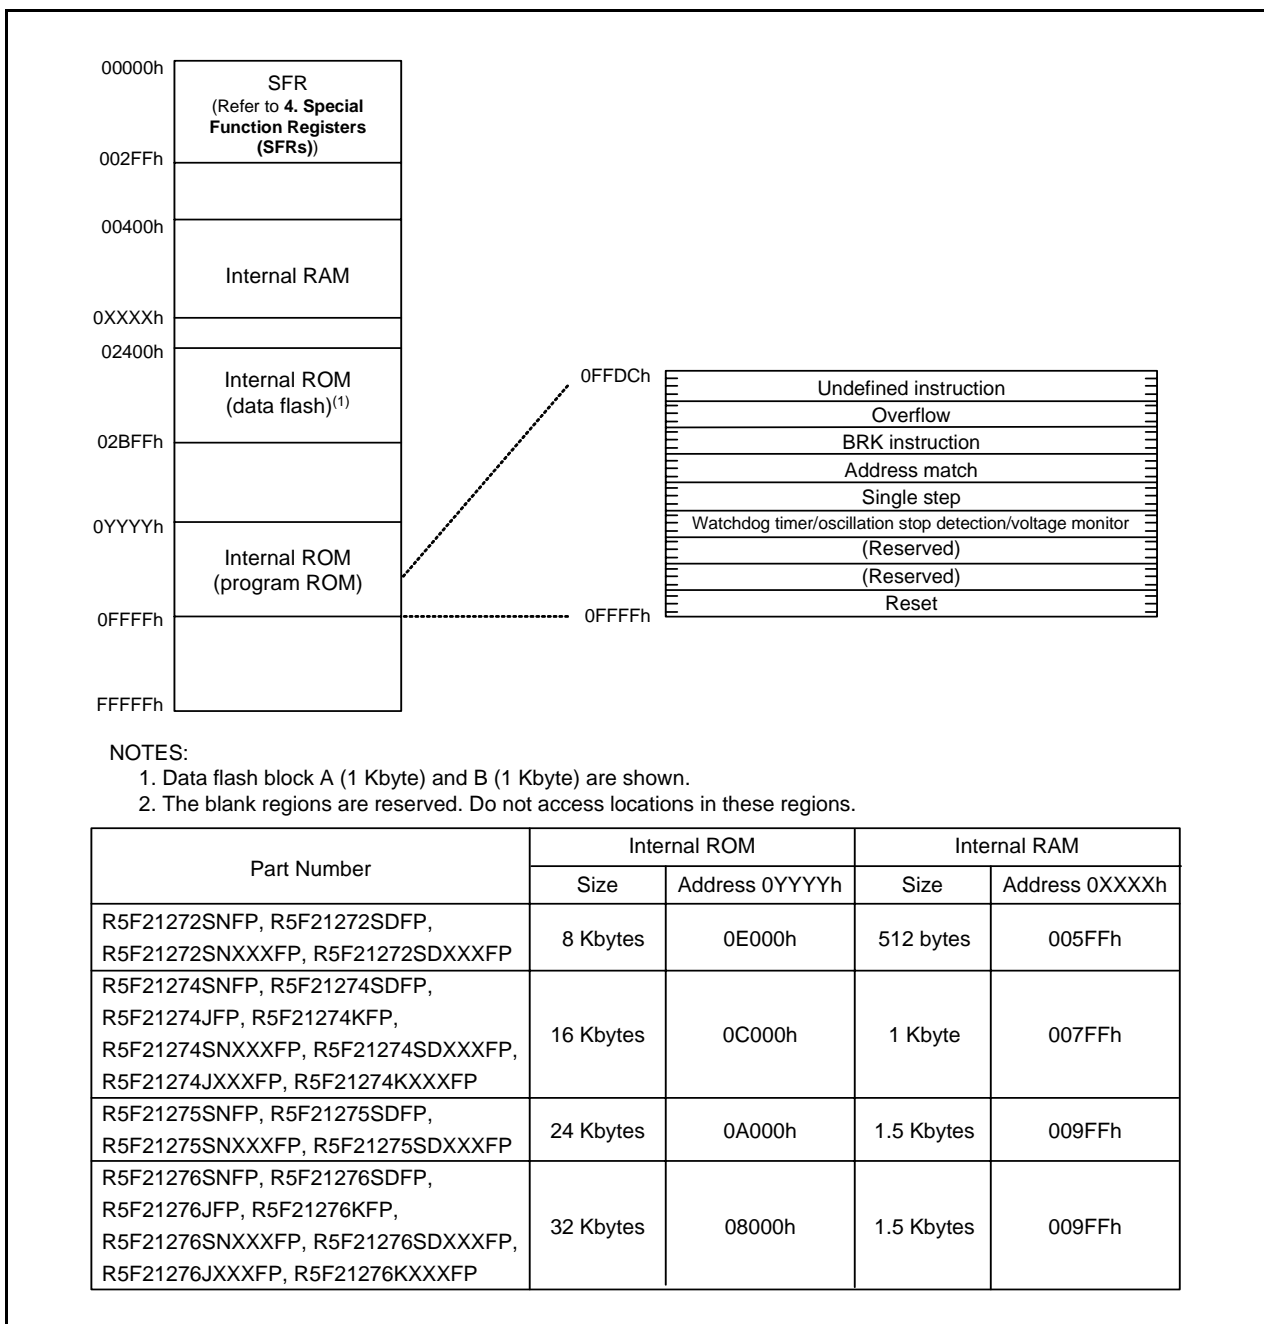 00000h
SFR
(Refer to 4. Special
Function Registers
(SFRs))
002FFh
00400h
Internal RAM
0XXXXh
02400h
Internal ROM
(data flash)(1)
02BFFh
0YYYYh
Internal ROM
(program ROM)
0FFFFh
FFFFFh
0FFDCh
Undefined instruction
Overflow
BRK instruction
Address match
Single step
Watchdog timer/oscillation stop detection/voltage monitor
(Reserved)
(Reserved)
Reset
0FFFFh
NOTES:
1. Data flash block A (1 Kbyte) and B (1 Kbyte) are shown.
2. The blank regions are reserved. Do not access locations in these regions.
Part Number
Internal ROM
Internal RAM
Size
Address 0YYYYh
Size
Address 0XXXXh
R5F21272SNFP, R5F21272SDFP,
R5F21272SNXXXFP, R5F21272SDXXXFP
8 Kbytes
0E000h
512 bytes
005FFh
R5F21274SNFP, R5F21274SDFP,
R5F21274JFP, R5F21274KFP,
R5F21274SNXXXFP, R5F21274SDXXXFP,
R5F21274JXXXFP, R5F21274KXXXFP
16 Kbytes
0C000h
1 Kbyte
007FFh
R5F21275SNFP, R5F21275SDFP,
R5F21275SNXXXFP, R5F21275SDXXXFP
24 Kbytes
0A000h
1.5 Kbytes
009FFh
R5F21276SNFP, R5F21276SDFP,
R5F21276JFP, R5F21276KFP,
R5F21276SNXXXFP, R5F21276SDXXXFP,
R5F21276JXXXFP, R5F21276KXXXFP
32 Kbytes
08000h
1.5 Kbytes
009FFh